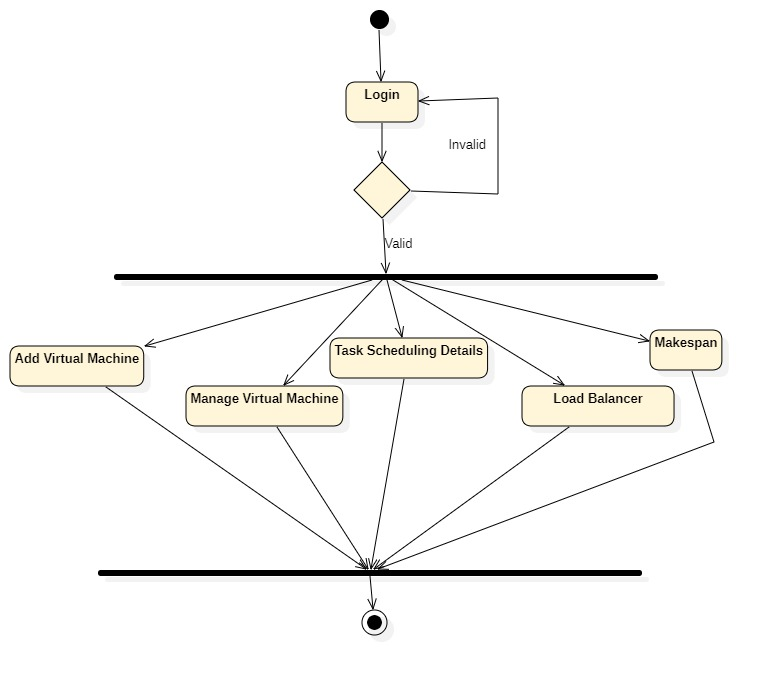 Login
Invalid
Valid
Add Virtual Machine
Manage Virtual Machine
Task Scheduling Details
Load Balancer
Makespan